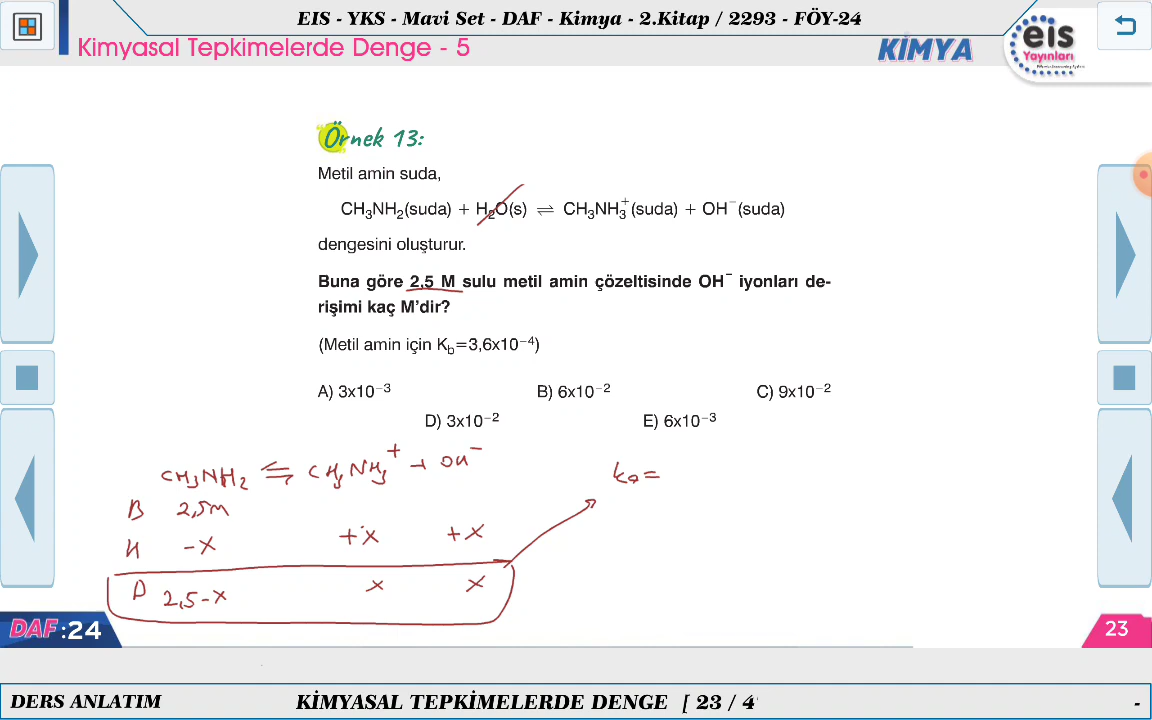 EIS - YKS - Mavi Set - DAF - Kimya - 2.Kitap / 2293 - FÖY-24
Kimyasal Tepkimelerde Denge - 5
KİMYA
eis
Yayınları
Örnek 13:
Metil amin suda,
CH₃NH₂(suda) + H₂O(s) ⇌ CH₃NH₃⁺(suda) + OH⁻(suda)
dengesini oluşturur.
Buna göre 2,5 M sulu metil amin çözeltisinde OH⁻ iyonları de-
rişimi kaç M’dir?
(Metil amin için K_b=3,6x10⁻⁴)
A) 3x10⁻³ B) 6x10⁻² C) 9x10⁻²
D) 3x10⁻² E) 6x10⁻³
CH₃NH₂ ⇌ CH₃NH₃⁺ + OH⁻
B 2,5M
-x +x +x
D 2,5-x x x
DAF:24
23
DERS ANLATIM
KİMYASAL TEPKİMELERDE DENGE [ 23 / 4
-